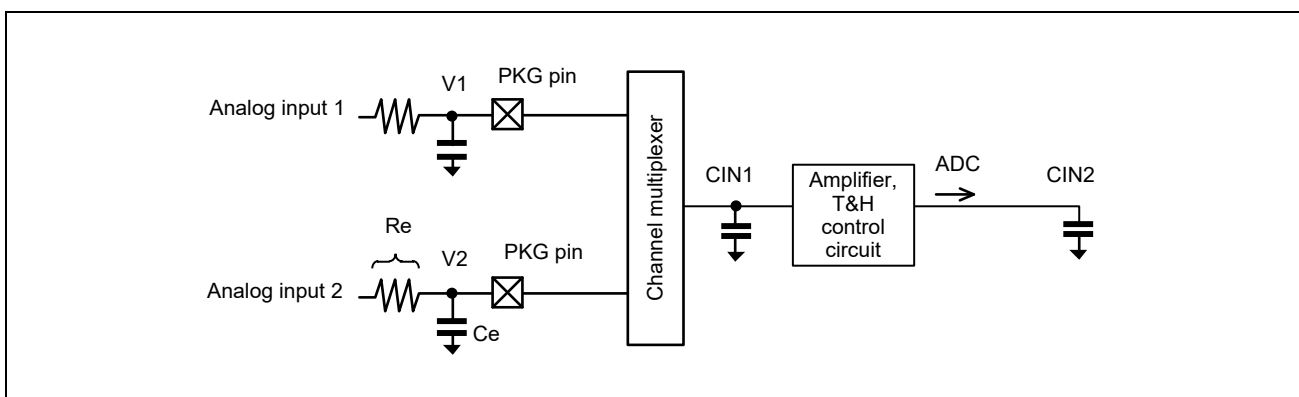 V1
PKG pin
Analog input 1
Channel multiplexer
CIN1
Amplifier,
T&H
control
circuit
ADC
CIN2
Re
V2
PKG pin
Analog input 2
Ce